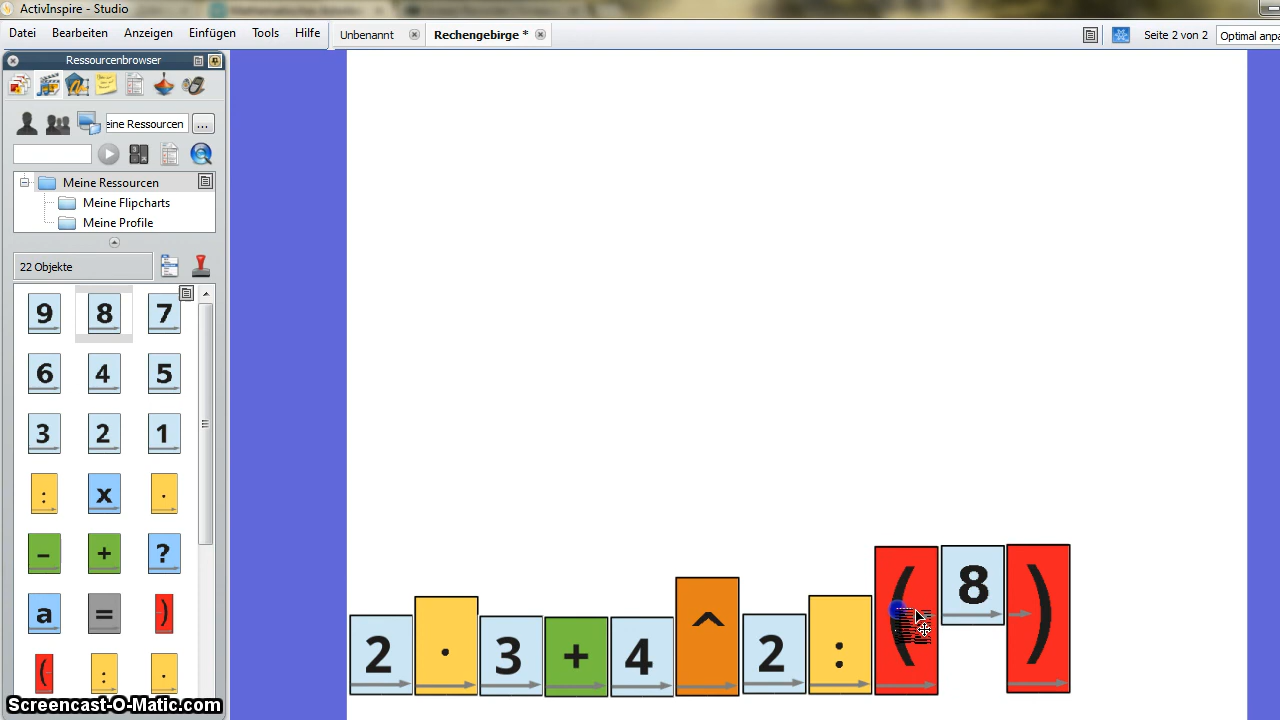 ActivInspire - Studio
Datei Bearbeiten Anzeigen Einfügen Tools Hilfe
Unbenannt Rechengebirge * Seite 2 von 2 Optimal anpa
Ressourcenbrowser
eine Ressourcen ...
Meine Ressourcen
Meine Flipcharts
Meine Profile
22 Objekte
9 8 7
6 4 5
3 2 1
: x ·
– + ?
a = )
( : ·
2 · 3 + 4 ^ 2 : ( 8 )
Screencast-O-Matic.com